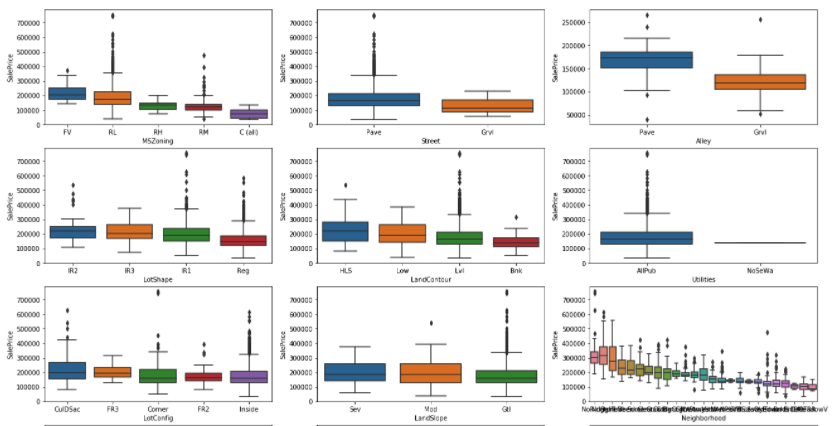 SalePrice
700000
600000
500000
400000
300000
200000
100000
0
FV RL RH RM C (all)
MSZoning
SalePrice
700000
600000
500000
400000
300000
200000
100000
0
Pave Grvl
Street
SalePrice
250000
200000
150000
100000
50000
Pave Grvl
Alley
SalePrice
700000
600000
500000
400000
300000
200000
100000
0
IR2 IR3 IR1 Reg
LotShape
SalePrice
700000
600000
500000
400000
300000
200000
100000
0
HLS Low Lvl Bnk
LandContour
SalePrice
700000
600000
500000
400000
300000
200000
100000
0
AllPub NoSeWa
Utilities
SalePrice
700000
600000
500000
400000
300000
200000
100000
0
CulDSac FR3 Corner FR2 Inside
LotConfig
SalePrice
700000
600000
500000
400000
300000
200000
100000
0
Sev Mod Gtl
LandSlope
SalePrice
700000
600000
500000
400000
300000
200000
100000
0
Neighborhood